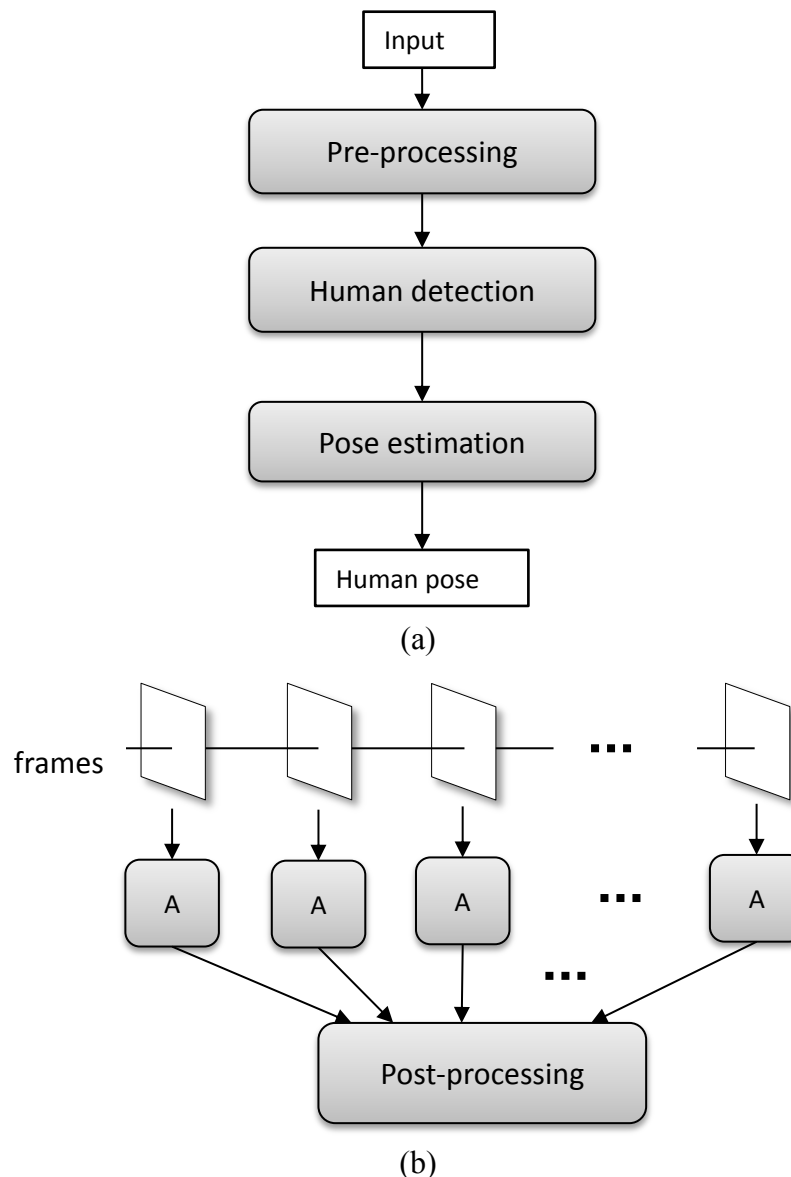 Input
Pre-processing
Human detection
Pose estimation
Human pose
(a)
frames
...
A A A ... A
...
Post-processing
(b)